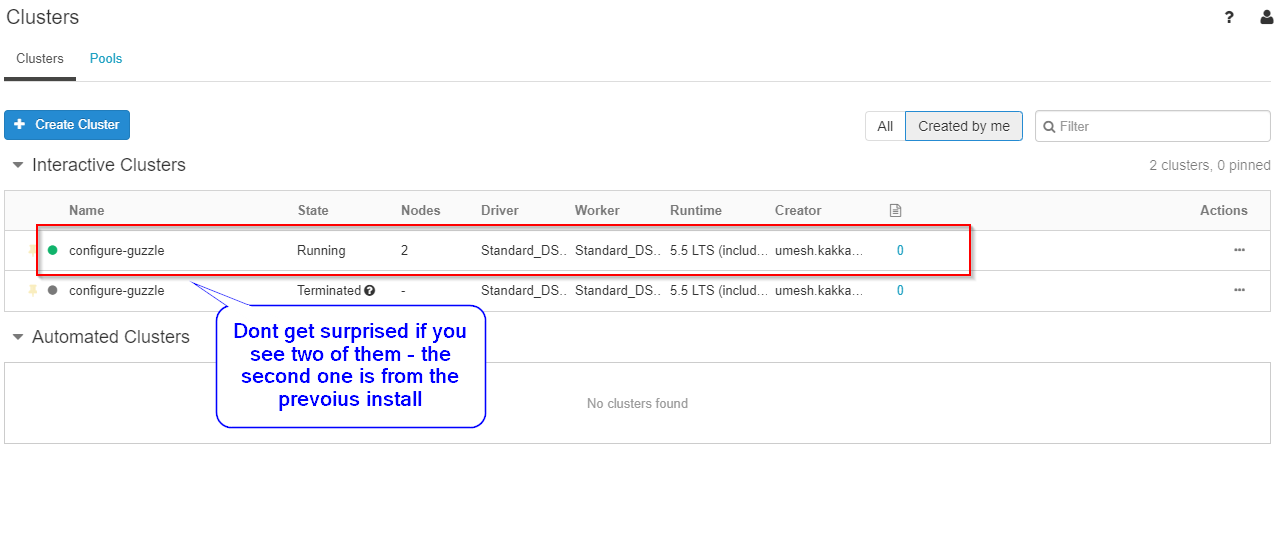 Clusters
?
Clusters Pools
+ Create Cluster
All Created by me Filter
Interactive Clusters
2 clusters, 0 pinned
Name State Nodes Driver Worker Runtime Creator Actions
configure-guzzle Running 2 Standard_DS... Standard_DS... 5.5 LTS (includ... umesh.kakka... 0 ···
configure-guzzle Terminated ? - Standard_DS... Standard_DS... 5.5 LTS (includ... umesh.kakka... 0 ···
Dont get surprised if you
see two of them - the
second one is from the
prevoius install
Automated Clusters
No clusters found